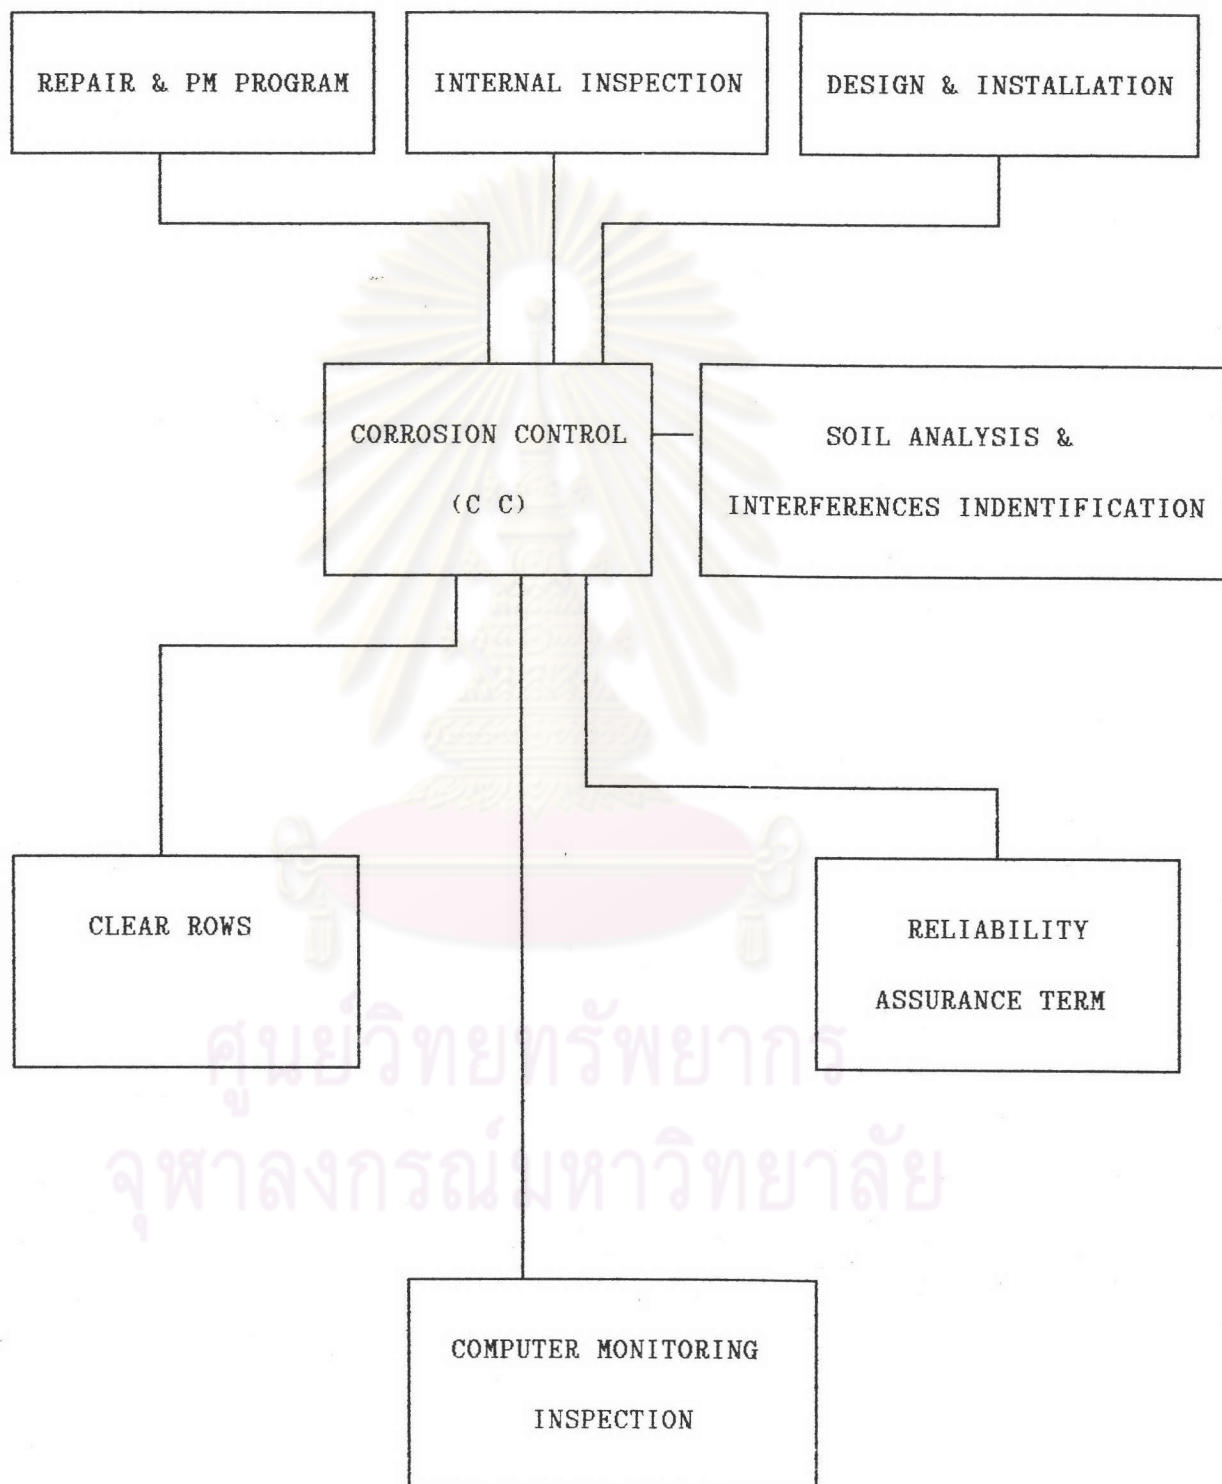 REPAIR & PM PROGRAM
INTERNAL INSPECTION
DESIGN & INSTALLATION
CORROSION CONTROL
(C C)
SOIL ANALYSIS &
INTERFERENCES INDENTIFICATION
CLEAR ROWS
RELIABILITY
ASSURANCE TERM
ศูนย์วิทยทรัพยากร
จุฬาลงกรณ์มหาวิทยาลัย
COMPUTER MONITORING
INSPECTION